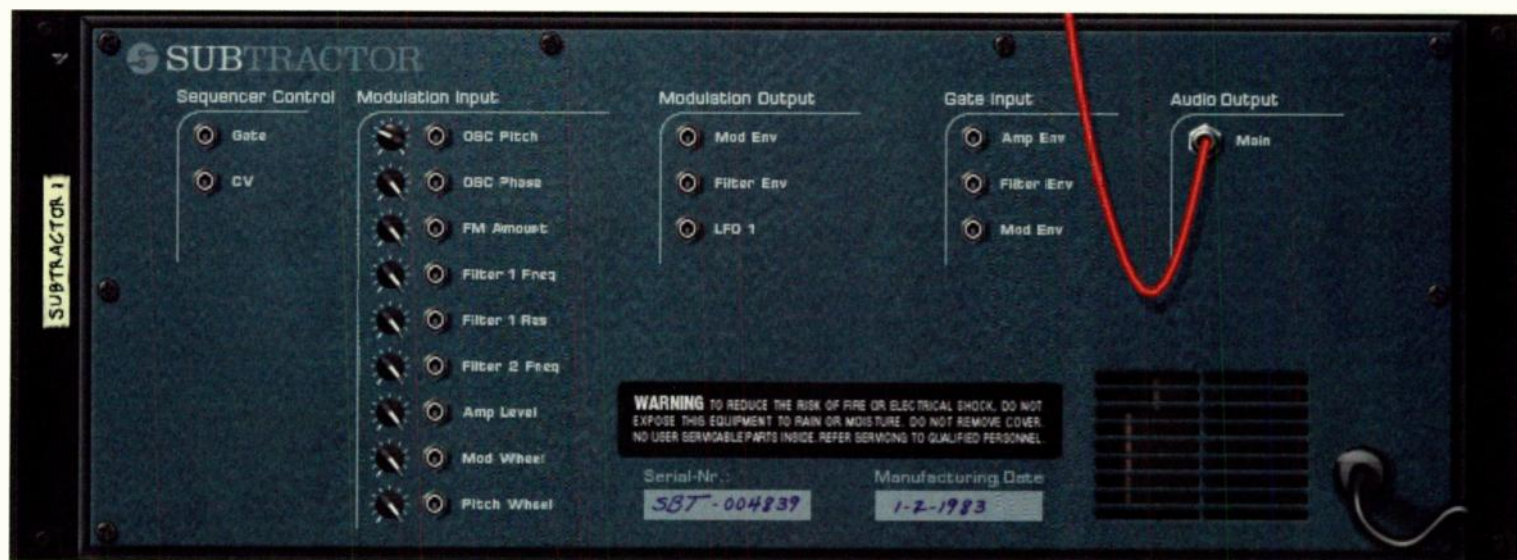 SUBTRACTOR
Sequencer Control
Gate
CV
Modulation Input
OSC Pitch
OSC Phase
FM Amount
Filter 1 Freq
Filter 1 Res
Filter 2 Freq
Amp Level
Mod Wheel
Pitch Wheel
Modulation Output
Mod Env
Filter Env
LFO 1
Gate Input
Amp Env
Filter Env
Mod Env
Audio Output
Main
SUBTRACTOR 1
WARNING TO REDUCE THE RISK OF FIRE OR ELECTRICAL SHOCK, DO NOT
EXPOSE THIS EQUIPMENT TO RAIN OR MOISTURE. DO NOT REMOVE COVER.
NO USER SERVICABLE PARTS INSIDE. REFER SERVICING TO QUALIFIED PERSONNEL.
Serial-Nr.:
SBT-004839
Manufacturing Date
1-2-1983